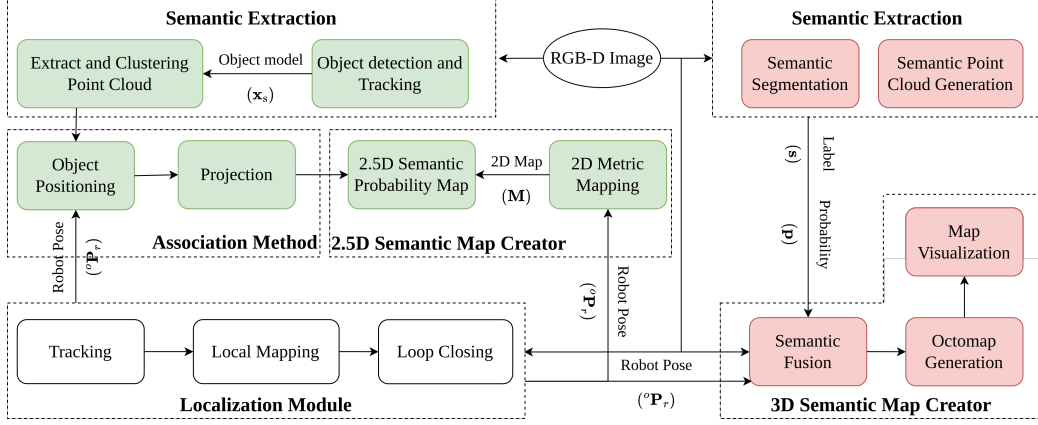 Semantic Extraction
Extract and Clustering
Point Cloud
Object model
(x_s)
Object detection and
Tracking
RGB-D Image
Semantic Extraction
Semantic
Segmentation
Semantic Point
Cloud Generation
Object
Positioning
Projection
Association Method
2.5D Semantic
Probability Map
2D Map
(M)
2D Metric
Mapping
2.5D Semantic Map Creator
Label
(s)
Probability
(p)
Robot Pose
(ᵒP_r)
Robot Pose
(ᵒP_r)
Map
Visualization
Tracking
Local Mapping
Loop Closing
Localization Module
Robot Pose
(ᵒP_r)
Semantic
Fusion
Octomap
Generation
3D Semantic Map Creator